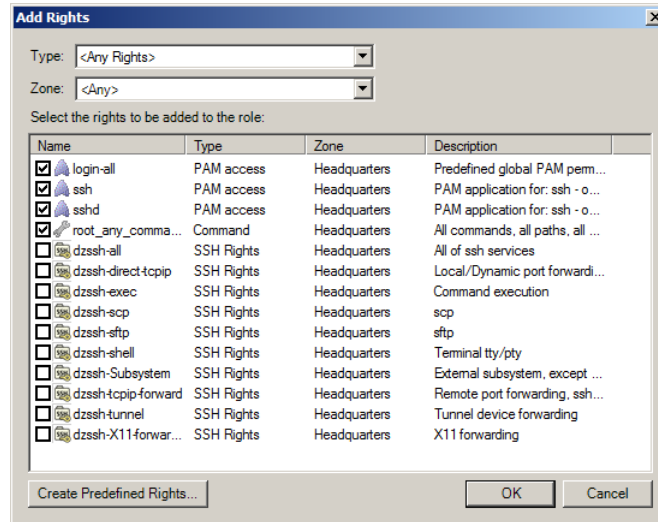 Add Rights
Type: <Any Rights>
Zone: <Any>
Select the rights to be added to the role:
Name Type Zone Description
login-all PAM access Headquarters Predefined global PAM perm...
ssh PAM access Headquarters PAM application for: ssh - o...
sshd PAM access Headquarters PAM application for: ssh - o...
root_any_comma... Command Headquarters All commands, all paths, all ...
dzssh-all SSH Rights Headquarters All of ssh services
dzssh-direct-tcpip SSH Rights Headquarters Local/Dynamic port forwardi...
dzssh-exec SSH Rights Headquarters Command execution
dzssh-scp SSH Rights Headquarters scp
dzssh-sftp SSH Rights Headquarters sftp
dzssh-shell SSH Rights Headquarters Terminal tty/pty
dzssh-Subsystem SSH Rights Headquarters External subsystem, except ...
dzssh-tcpip-forward SSH Rights Headquarters Remote port forwarding, ssh...
dzssh-tunnel SSH Rights Headquarters Tunnel device forwarding
dzssh-X11-forwar... SSH Rights Headquarters X11 forwarding
Create Predefined Rights... OK Cancel